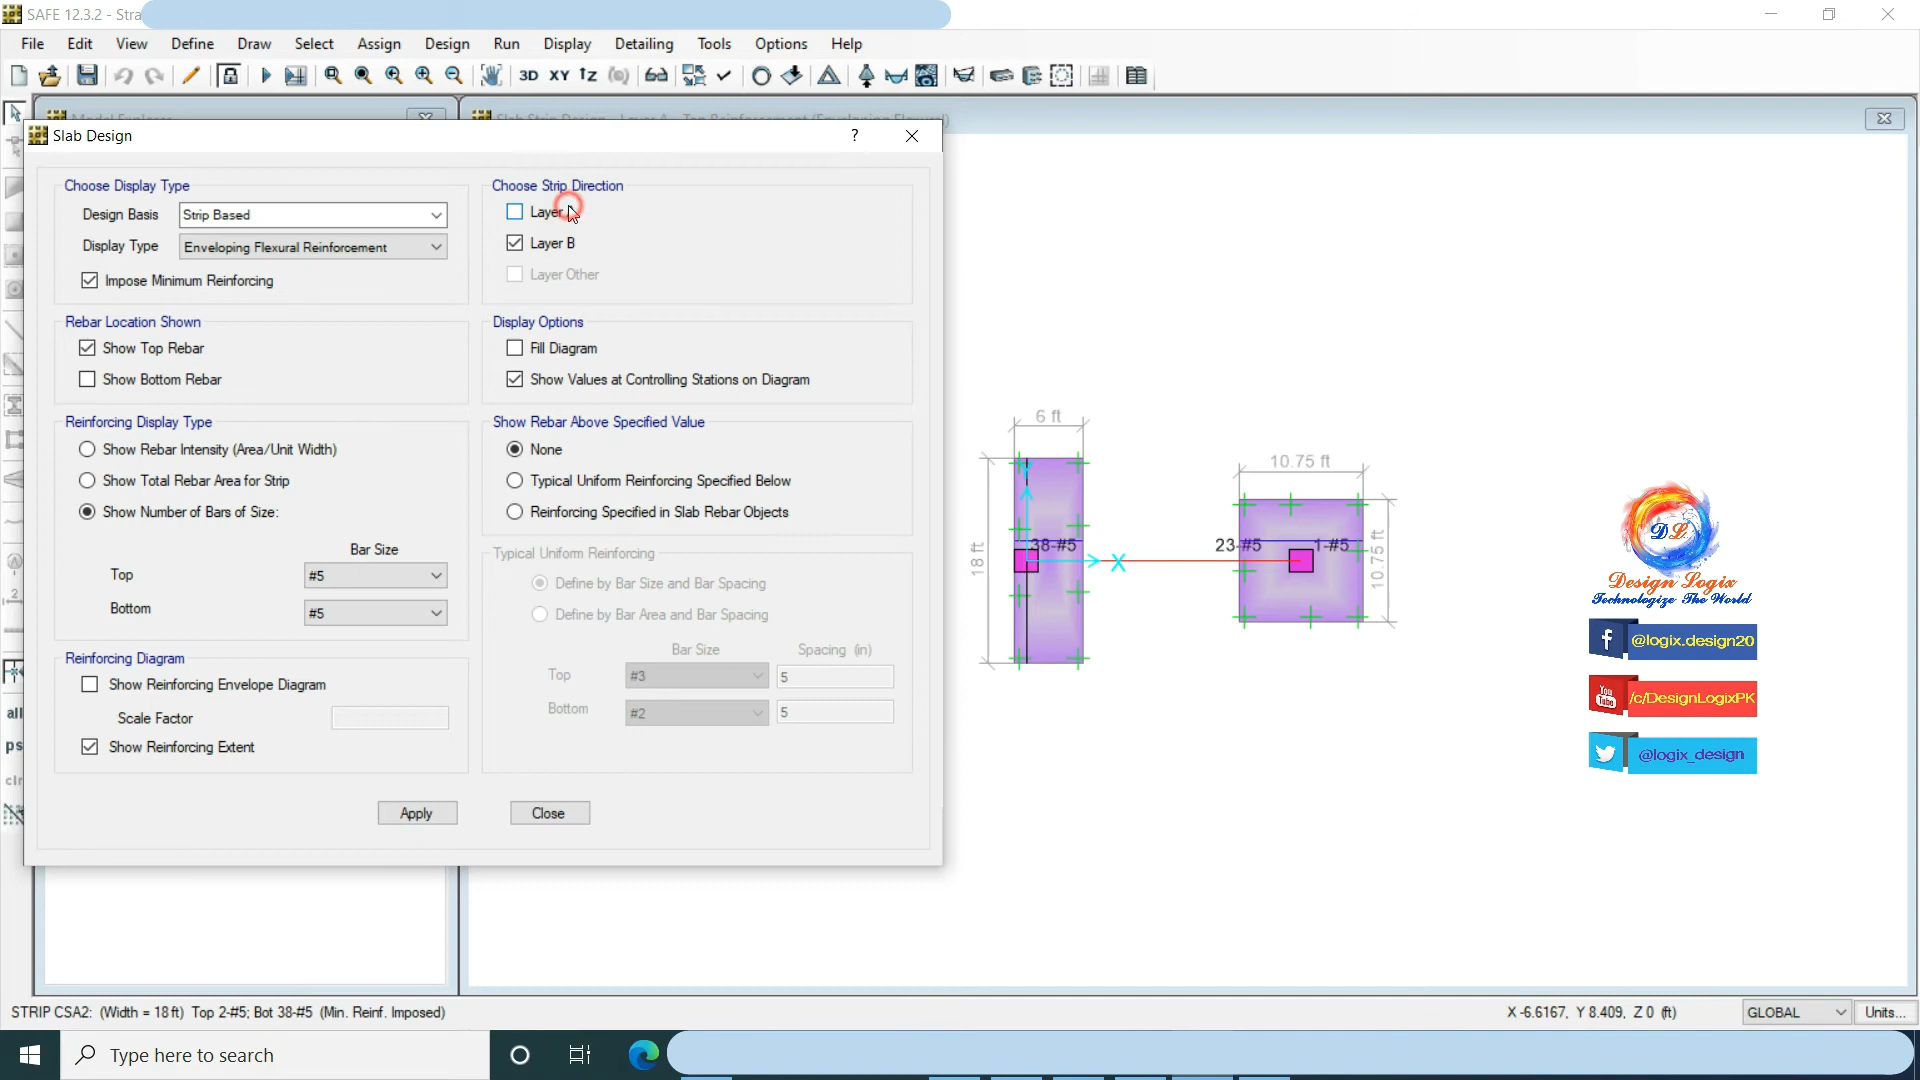 SAFE 12.3.2 - Stra
File Edit View Define Draw Select Assign Design Run Display Detailing Tools Options Help
3D XY
Slab Design ?
Choose Display Type
Design Basis Strip Based
Display Type Enveloping Flexural Reinforcement
Impose Minimum Reinforcing
Choose Strip Direction
Layer
Layer B
Layer Other
Rebar Location Shown
Show Top Rebar
Show Bottom Rebar
Display Options
Fill Diagram
Show Values at Controlling Stations on Diagram
Reinforcing Display Type
Show Rebar Intensity (Area/Unit Width)
Show Total Rebar Area for Strip
Show Number of Bars of Size:
Bar Size
Top #5
Bottom #5
Show Rebar Above Specified Value
None
Typical Uniform Reinforcing Specified Below
Reinforcing Specified in Slab Rebar Objects
Typical Uniform Reinforcing
Define by Bar Size and Bar Spacing
Define by Bar Area and Bar Spacing
Bar Size Spacing (in)
Top #3 5
Bottom #2 5
Reinforcing Diagram
Show Reinforcing Envelope Diagram
Scale Factor
Show Reinforcing Extent
Apply Close
all
ps
clr
6 ft
18 ft
Y
X
38-#5
10.75 ft
10.75 ft
23-#5 1-#5
DL
Design Logix
Technologize The World
@logix.design20
You Tube /c/DesignLogixPK
@logix_design
STRIP CSA2: (Width = 18 ft) Top 2-#5; Bot 38-#5 (Min. Reinf. Imposed)
X -6.6167, Y 8.409, Z 0 (ft)
GLOBAL Units...
Type here to search